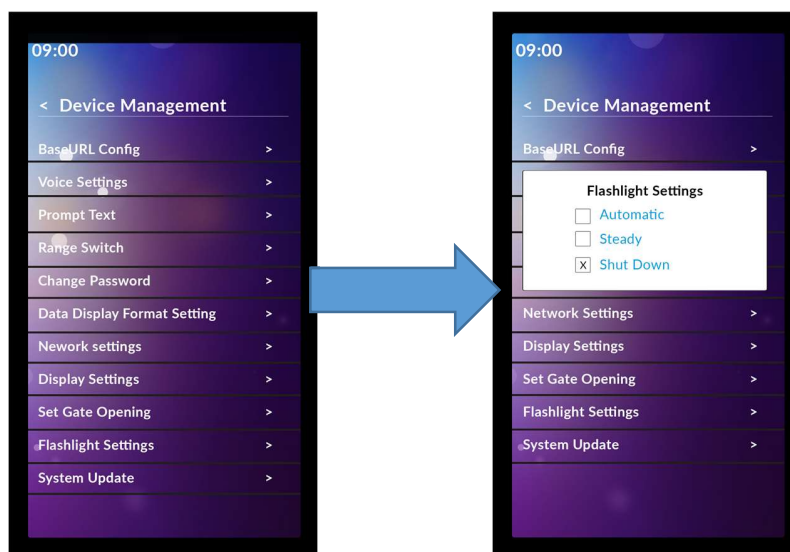 09:00
< Device Management
BaseURL Config >
Voice Settings >
Prompt Text >
Range Switch >
Change Password >
Data Display Format Setting >
Nework settings >
Display Settings >
Set Gate Opening >
Flashlight Settings >
System Update >
09:00
< Device Management
BaseURL Config >
Flashlight Settings
Automatic
Steady
X Shut Down
Network Settings >
Display Settings >
Set Gate Opening >
Flashlight Settings >
System Update >